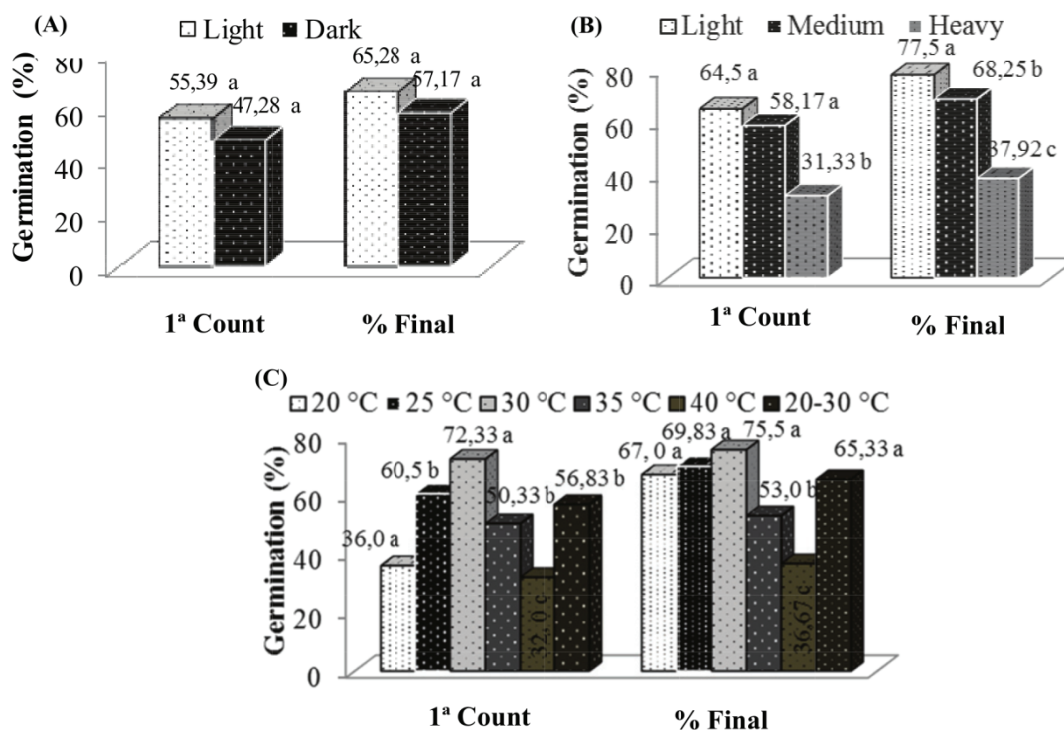 (A)
Light Dark
Germination (%)
80
60
40
20
0
55,39 a
47,28 a
65,28 a
57,17 a
1ª Count
% Final
(B)
Light Medium Heavy
Germination (%)
80
60
40
20
0
64,5 a
58,17 a
31,33 b
77,5 a
68,25 b
37,92 c
1ª Count
% Final
(C)
20 °C 25 °C 30 °C 35 °C 40 °C 20-30 °C
Germination (%)
80
60
40
20
0
36,0 a
60,5 b
72,33 a
50,33 b
32,0 c
56,83 b
67,0 a
69,83 a
75,5 a
53,0 b
36,67 c
65,33 a
1ª Count
% Final